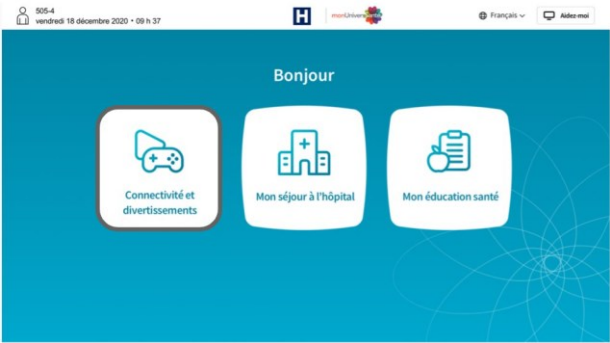 505-4
vendredi 18 décembre 2020 • 09 h 37
H
Français
Aidez-moi
Bonjour
Connectivité et
divertissements
Mon séjour à l'hôpital
Mon éducation santé